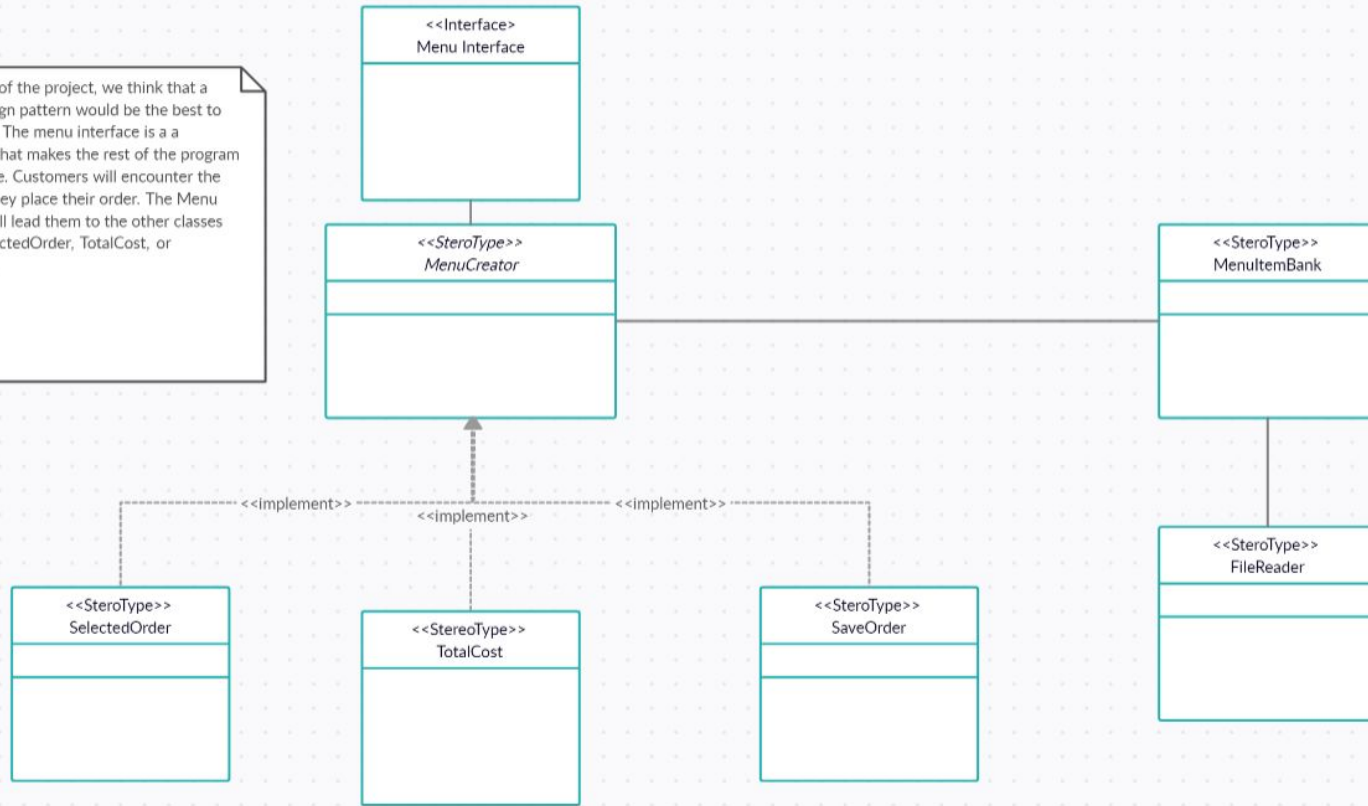 <<Interface>
Menu Interface
of the project, we think that a
gn pattern would be the best to
The menu interface is a a
hat makes the rest of the program
e. Customers will encounter the
ey place their order. The Menu
ll lead them to the other classes
ctedOrder, TotalCost, or
<<SteroType>>
MenuCreator
<<SteroType>>
MenuItemBank
<<implement>>
<<implement>>
<<implement>>
<<SteroType>>
FileReader
<<SteroType>>
SelectedOrder
<<StereoType>>
TotalCost
<<SteroType>>
SaveOrder